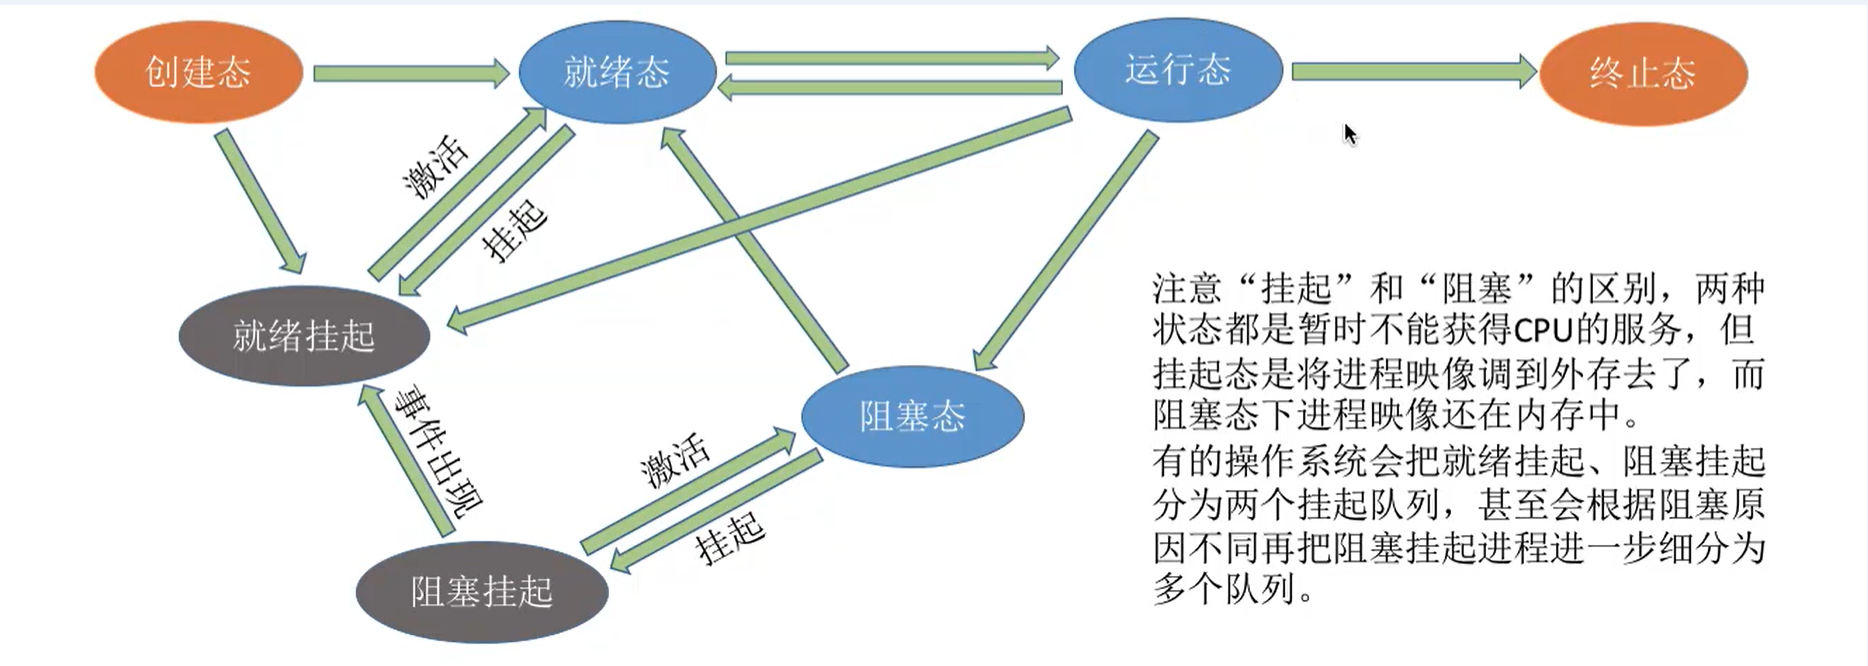 创建态
就绪态
运行态
终止态
激活
挂起
就绪挂起
事件出现
阻塞态
激活
挂起
阻塞挂起
注意“挂起”和“阻塞”的区别，两种
状态都是暂时不能获得CPU的服务，但
挂起态是将进程映像调到外存去了，而
阻塞态下进程映像还在内存中。
有的操作系统会把就绪挂起、阻塞挂起
分为两个挂起队列，甚至会根据阻塞原
因不同再把阻塞挂起进程进一步细分为
多个队列。